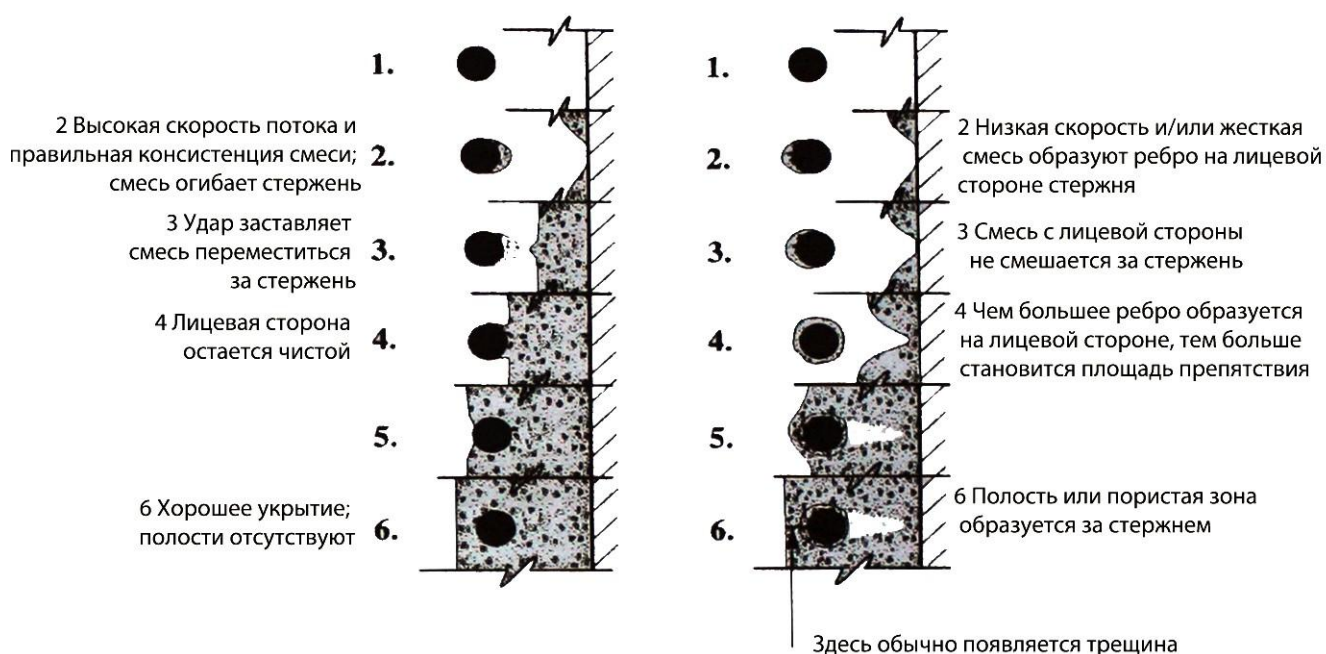 1.
2 Высокая скорость потока и
правильная консистенция смеси;
смесь огибает стержень
2.
3 Удар заставляет
смесь переместиться
за стержень
3.
4 Лицевая сторона
остается чистой
4.
5.
6 Хорошее укрытие;
полости отсутствуют
6.
1.
2.
2 Низкая скорость и/или жесткая
смесь образуют ребро на лицевой
стороне стержня
3.
3 Смесь с лицевой стороны
не смешается за стержень
4.
4 Чем большее ребро образуется
на лицевой стороне, тем больше
становится площадь препятствия
5.
6.
6 Полость или пористая зона
образуется за стержнем
Здесь обычно появляется трещина